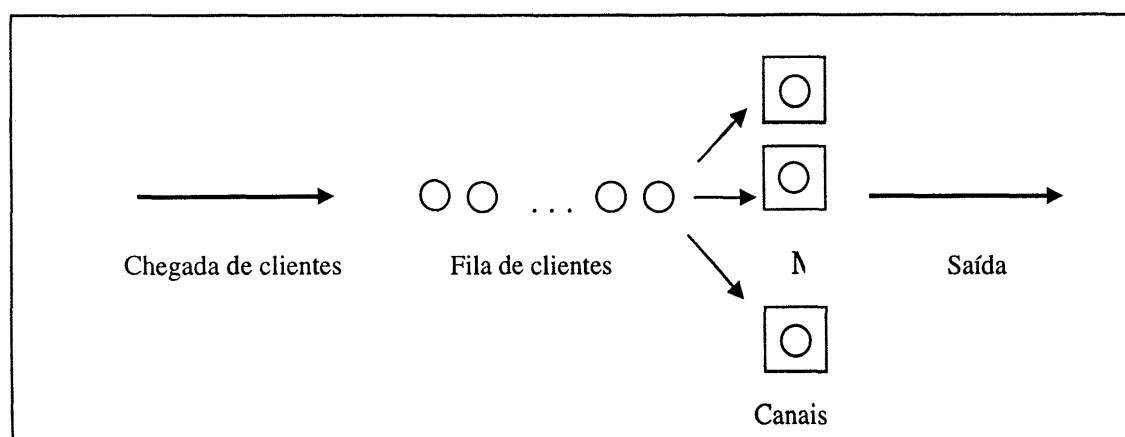 . . .
Chegada de clientes
Fila de clientes
Saída
Canais